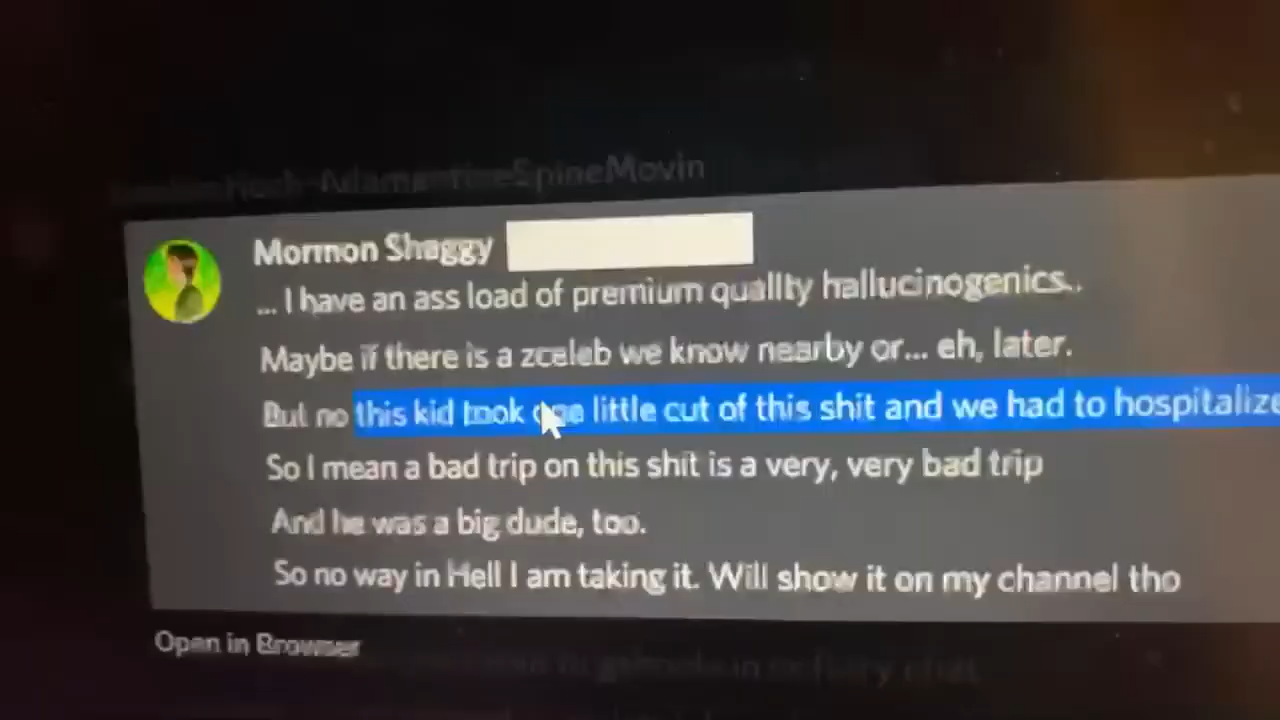 AdamantineSpineMovin
Mormon Shaggy
... I have an ass load of premium quality hallucinogenics..
Maybe if there is a zceleb we know nearby or... eh, later.
But no this kid took one little cut of this shit and we had to hospitalize
So I mean a bad trip on this shit is a very, very bad trip
And he was a big dude, too.
So no way in Hell I am taking it. Will show it on my channel tho
Open in Browser